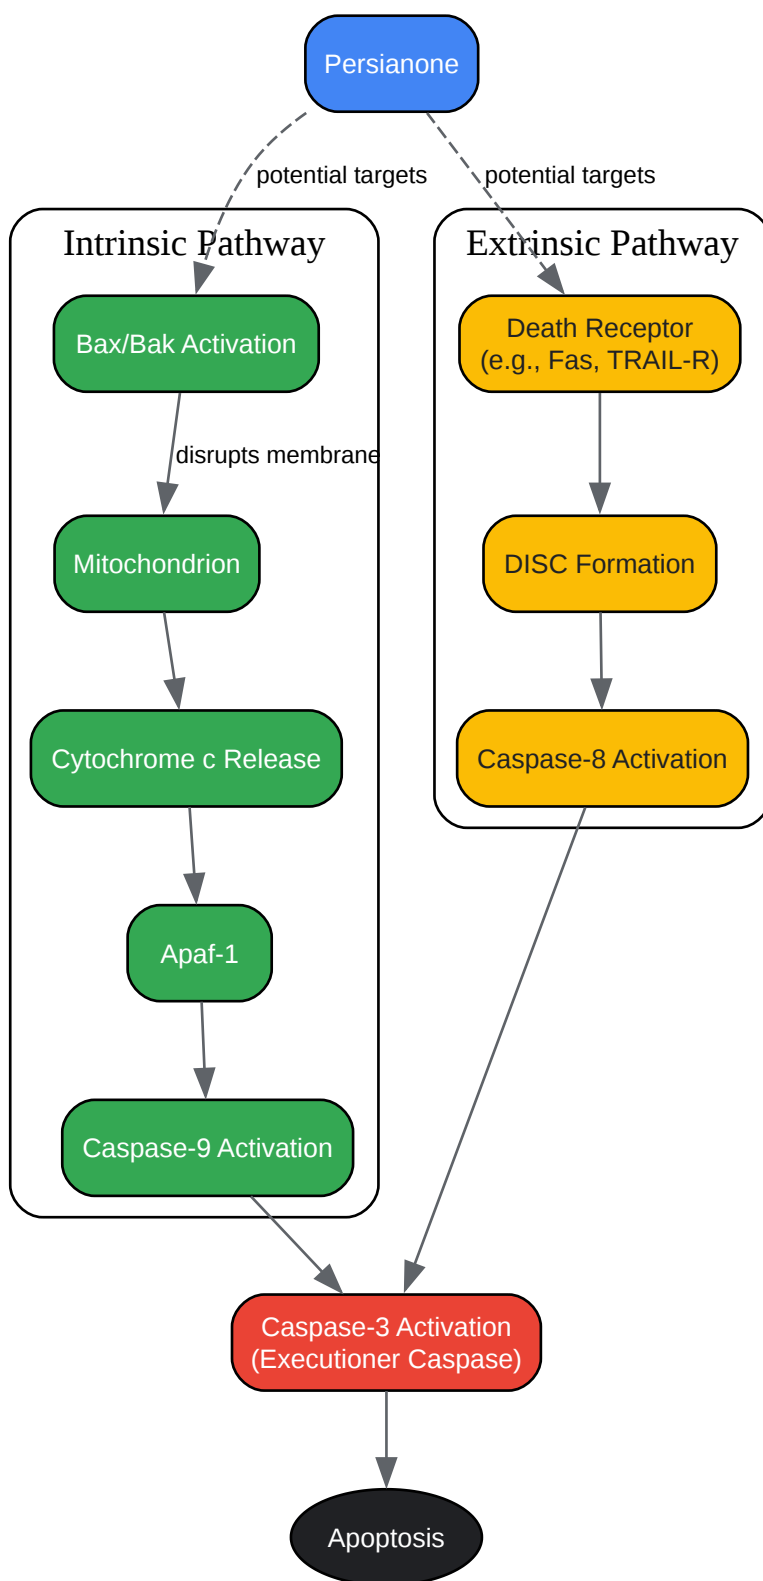 Persianone
potential targets
potential targets
Intrinsic Pathway
Extrinsic Pathway
Bax/Bak Activation
Death Receptor
(e.g., Fas, TRAIL-R)
disrupts membrane
Mitochondrion
DISC Formation
Cytochrome c Release
Caspase-8 Activation
Apaf-1
Caspase-9 Activation
Caspase-3 Activation
(Executioner Caspase)
Apoptosis